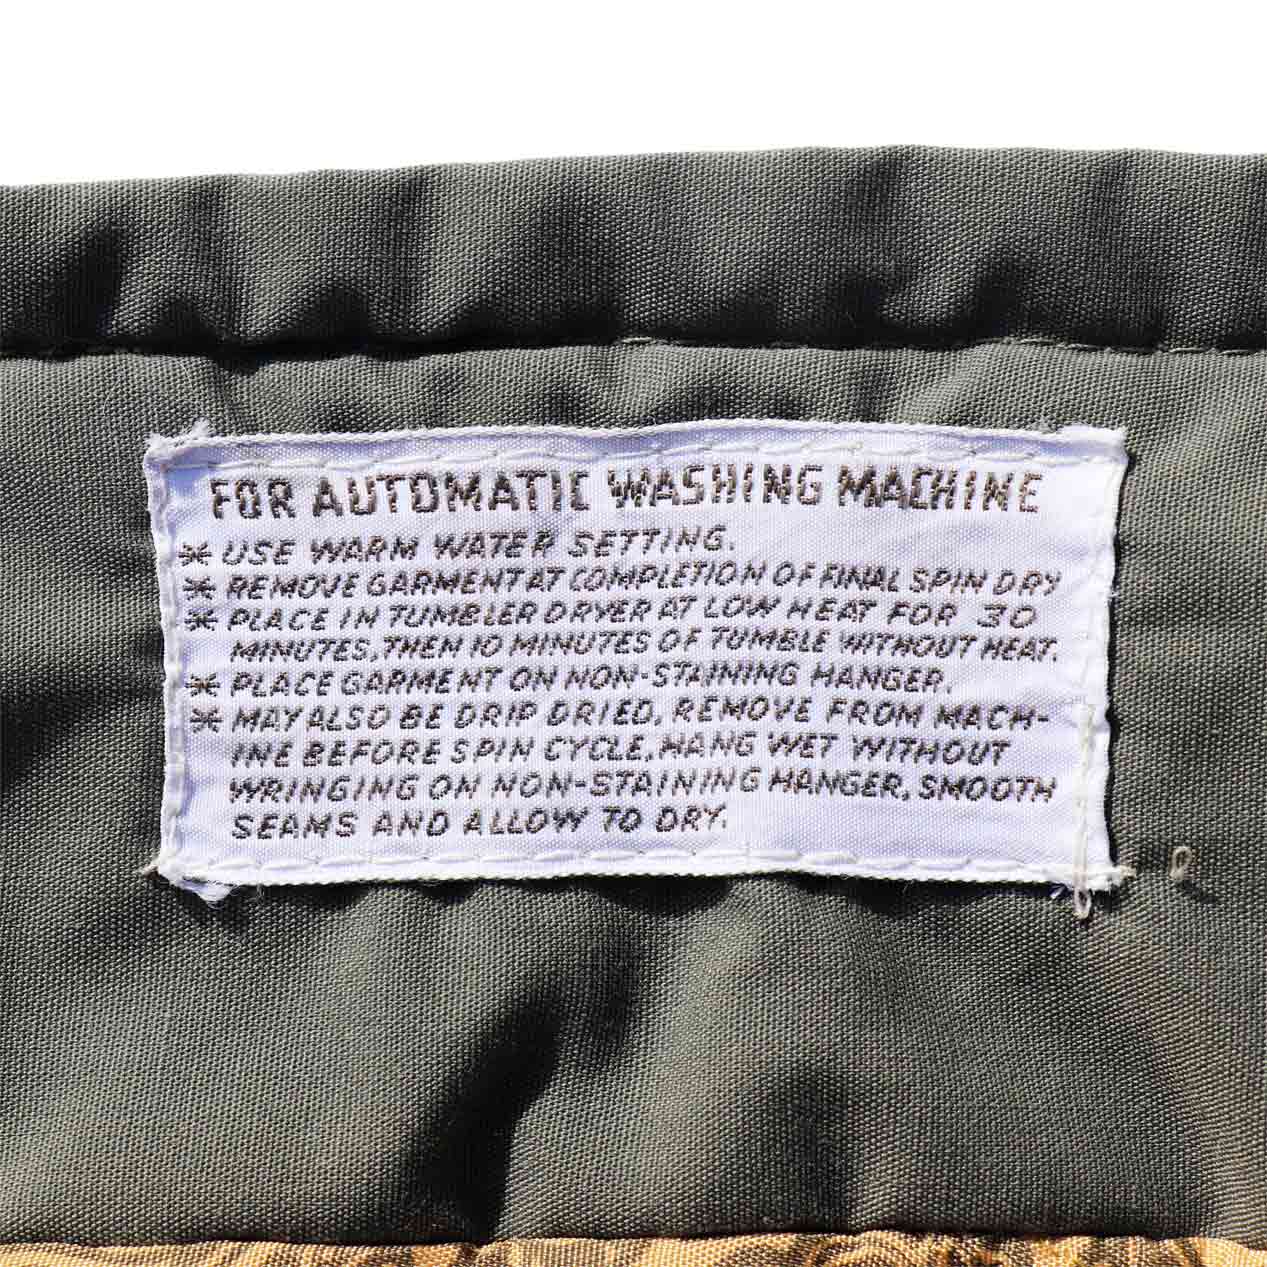 FOR AUTOMATIC WASHING MACHINE
* USE WARM WATER SETTING.
* REMOVE GARMENT AT COMPLETION OF FINAL SPIN DRY
* PLACE IN TUMBLER DRYER AT LOW HEAT FOR 30
MINUTES, THEN 10 MINUTES OF TUMBLE WITHOUT HEAT.
* PLACE GARMENT ON NON-STAINING HANGER.
* MAY ALSO BE DRIP DRIED, REMOVE FROM MACH-
INE BEFORE SPIN CYCLE, HANG WET WITHOUT
WRINGING ON NON-STAINING HANGER, SMOOTH
SEAMS AND ALLOW TO DRY.